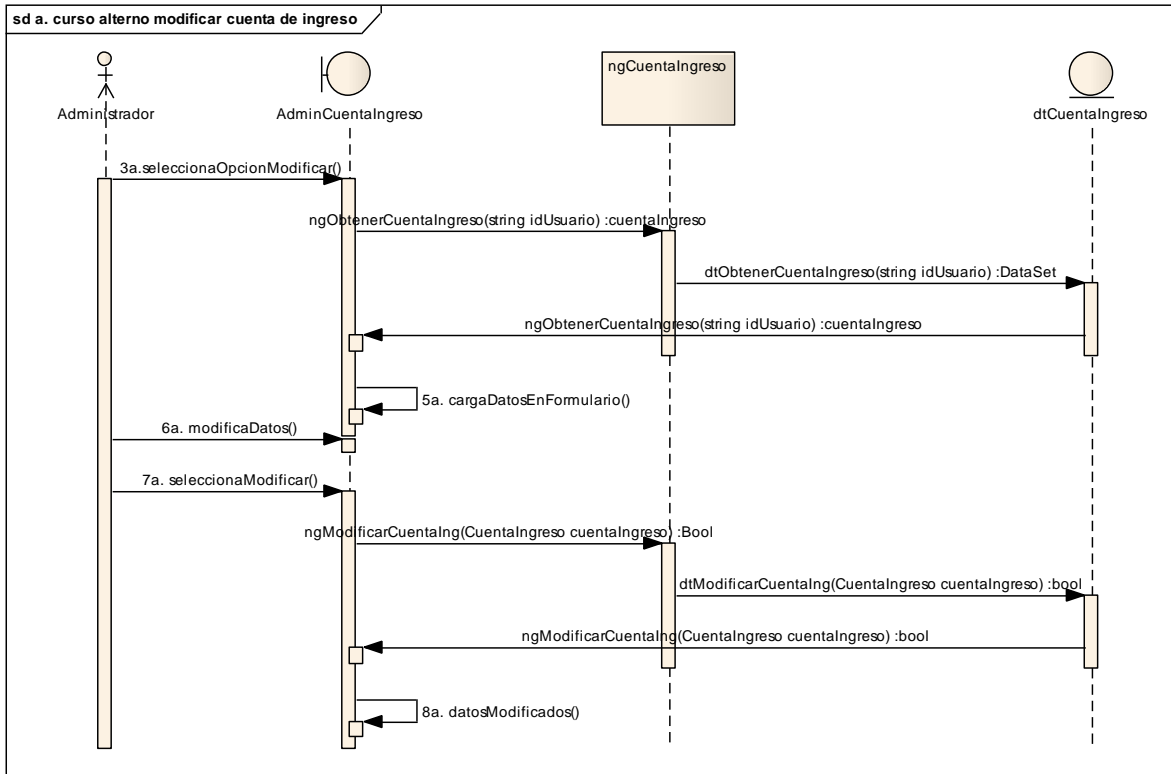 sd a. curso alterno modificar cuenta de ingreso
Administrador
AdminCuentaIngreso
ngCuentaIngreso
dtCuentaIngreso
3a.seleccionaOpcionModificar()
ngObtenerCuentaIngreso(string idUsuario) :cuentaIngreso
dtObtenerCuentaIngreso(string idUsuario) :DataSet
ngObtenerCuentaIngreso(string idUsuario) :cuentaIngreso
5a. cargaDatosEnFormulario()
6a. modificaDatos()
7a. seleccionaModificar()
ngModificarCuentaIng(CuentaIngreso cuentaIngreso) :Bool
dtModificarCuentaIng(CuentaIngreso cuentaIngreso) :bool
ngModificarCuentaIng(CuentaIngreso cuentaIngreso) :bool
8a. datosModificados()